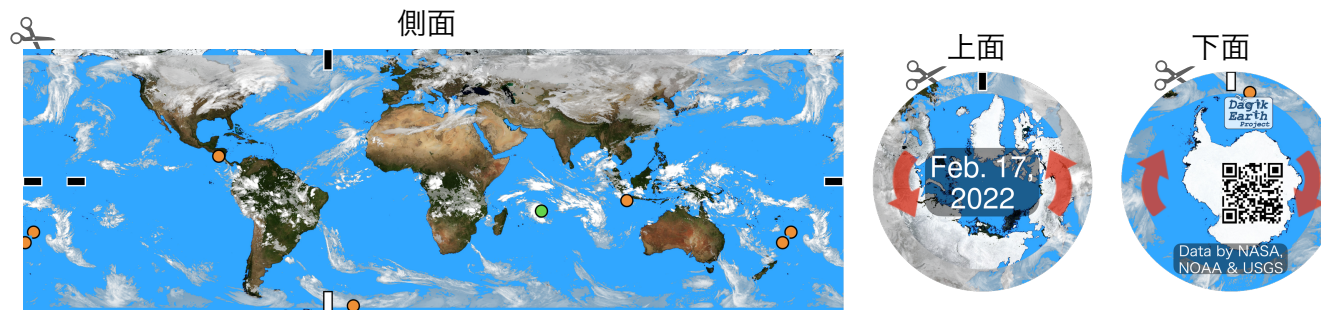 側面
上面
下面
Feb. 17,
2022
Dagik
Earth
Project
Data by NASA,
NOAA & USGS